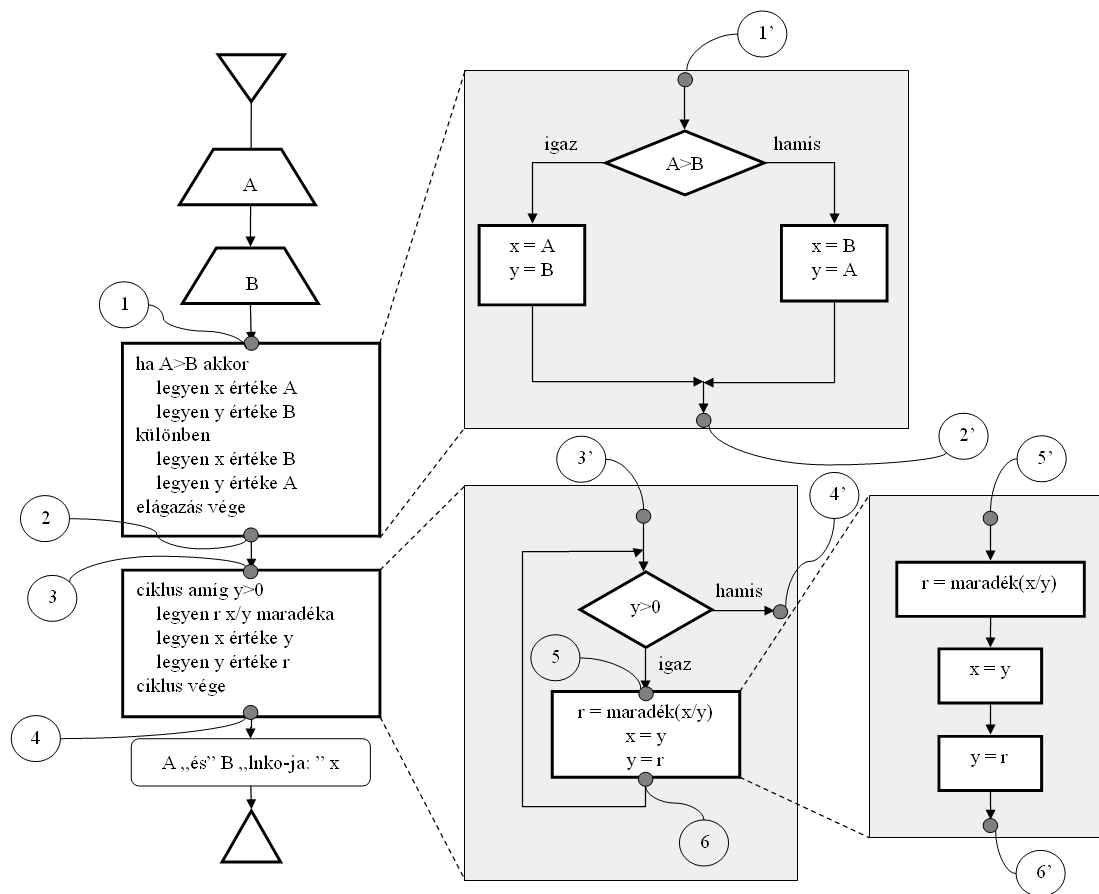 A
B
1
ha A>B akkor
legyen x értéke A
legyen y értéke B
különben
legyen x értéke B
legyen y értéke A
elágazás vége
2
3
ciklus amíg y>0
legyen r x/y maradéka
legyen x értéke y
legyen y értéke r
ciklus vége
4
A „és” B „lnko-ja: ” x
1’
igaz
hamis
A>B
x = A
y = B
x = B
y = A
2’
3’
4’
y>0
hamis
igaz
5
r = maradék(x/y)
x = y
y = r
6
5’
r = maradék(x/y)
x = y
y = r
6’